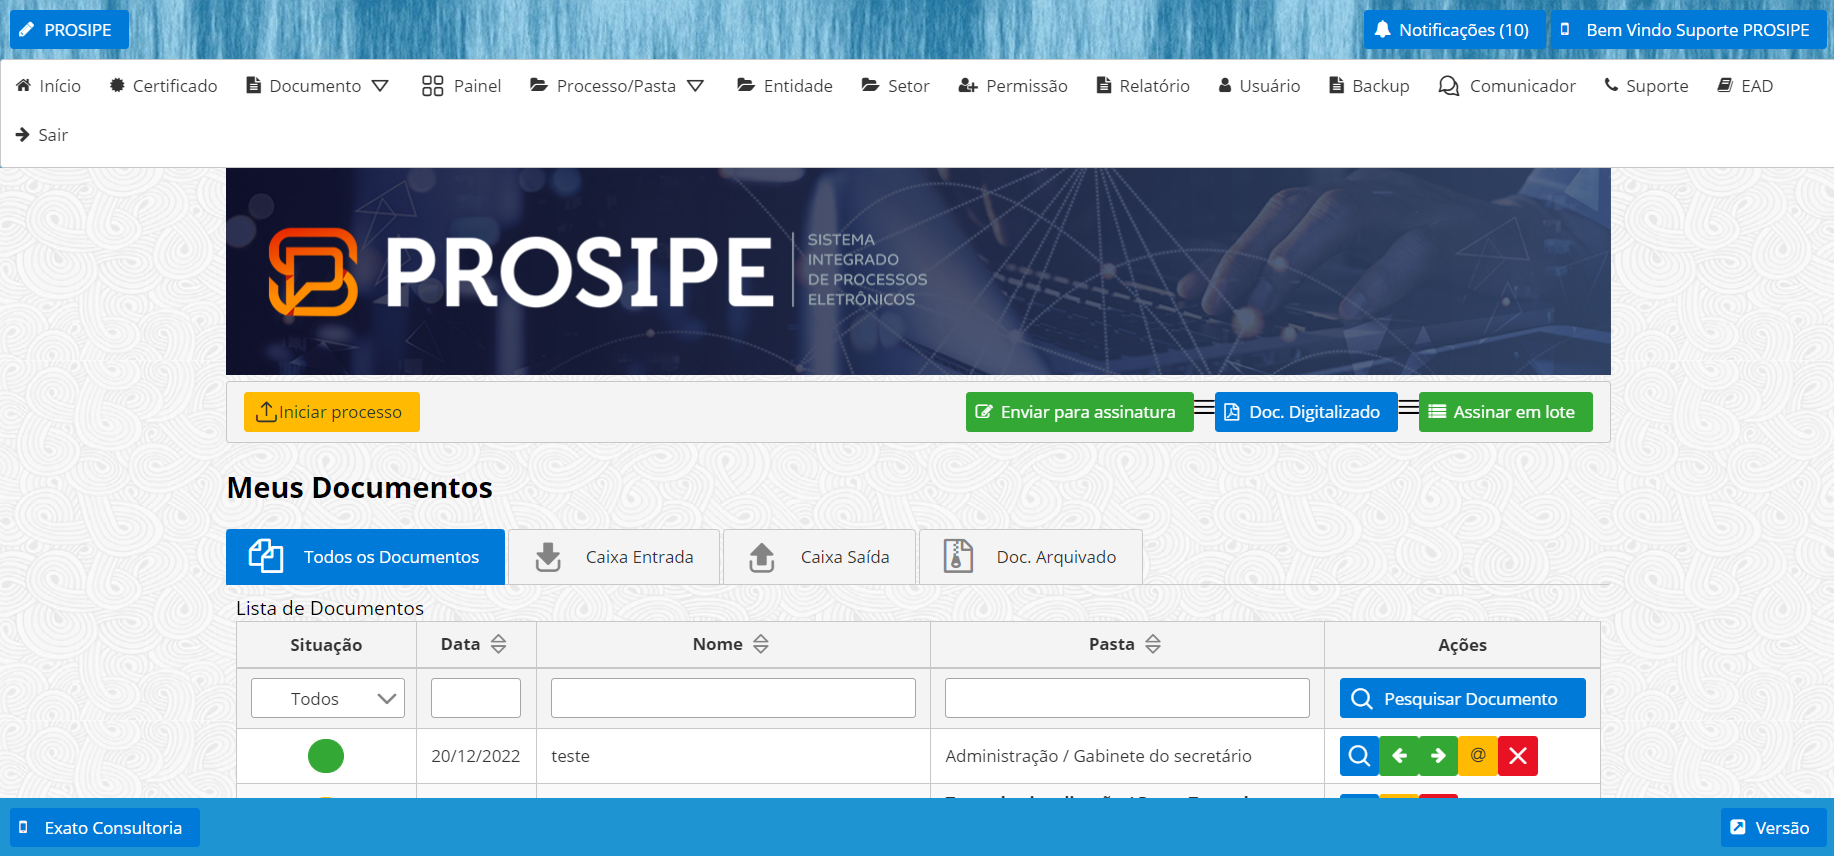 PROSIPE
Notificações (10)
Bem Vindo Suporte PROSIPE
Início
Certificado
Documento
Painel
Processo/Pasta
Entidade
Setor
Permissão
Relatório
Usuário
Backup
Comunicador
Suporte
EAD
Sair
PROSIPE
SISTEMA
INTEGRADO
DE PROCESSOS
ELETRÔNICOS
Iniciar processo
Enviar para assinatura
Doc. Digitalizado
Assinar em lote
Meus Documentos
Todos os Documentos
Caixa Entrada
Caixa Saída
Doc. Arquivado
Lista de Documentos
Situação
Data
Nome
Pasta
Ações
Todos
Pesquisar Documento
20/12/2022
teste
Administração / Gabinete do secretário
@
Exato Consultoria
Versão